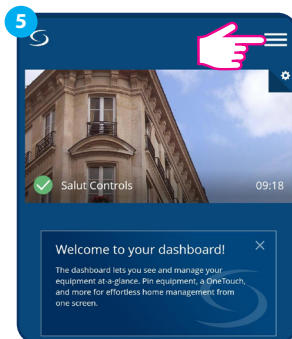 5
Salut Controls 09:18
Welcome to your dashboard!
The dashboard lets you see and manage your
equipment at-a-glance. Pin equipment, a OneTouch,
and more for effortless home management from
one screen.